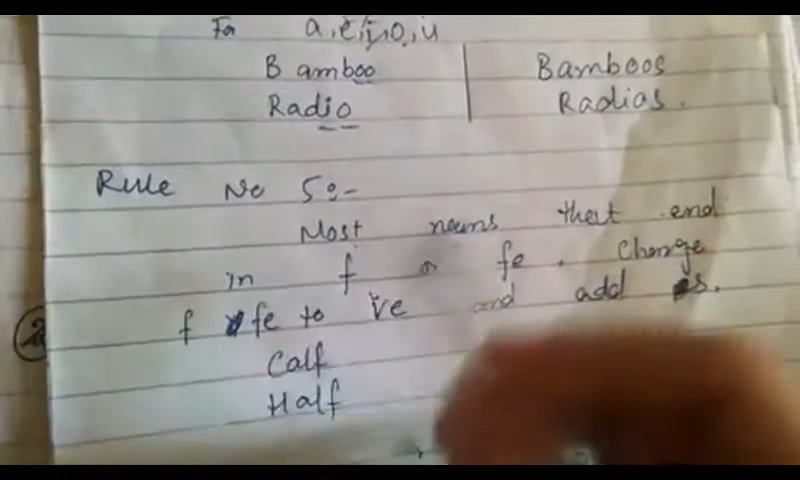 For a, e, i, o, u
Bamboo Bamboos
Radio Radios.
Rule No 5:-
Most nouns that end
in f or fe. Change
f fe to ve and add s.
Calf
Half